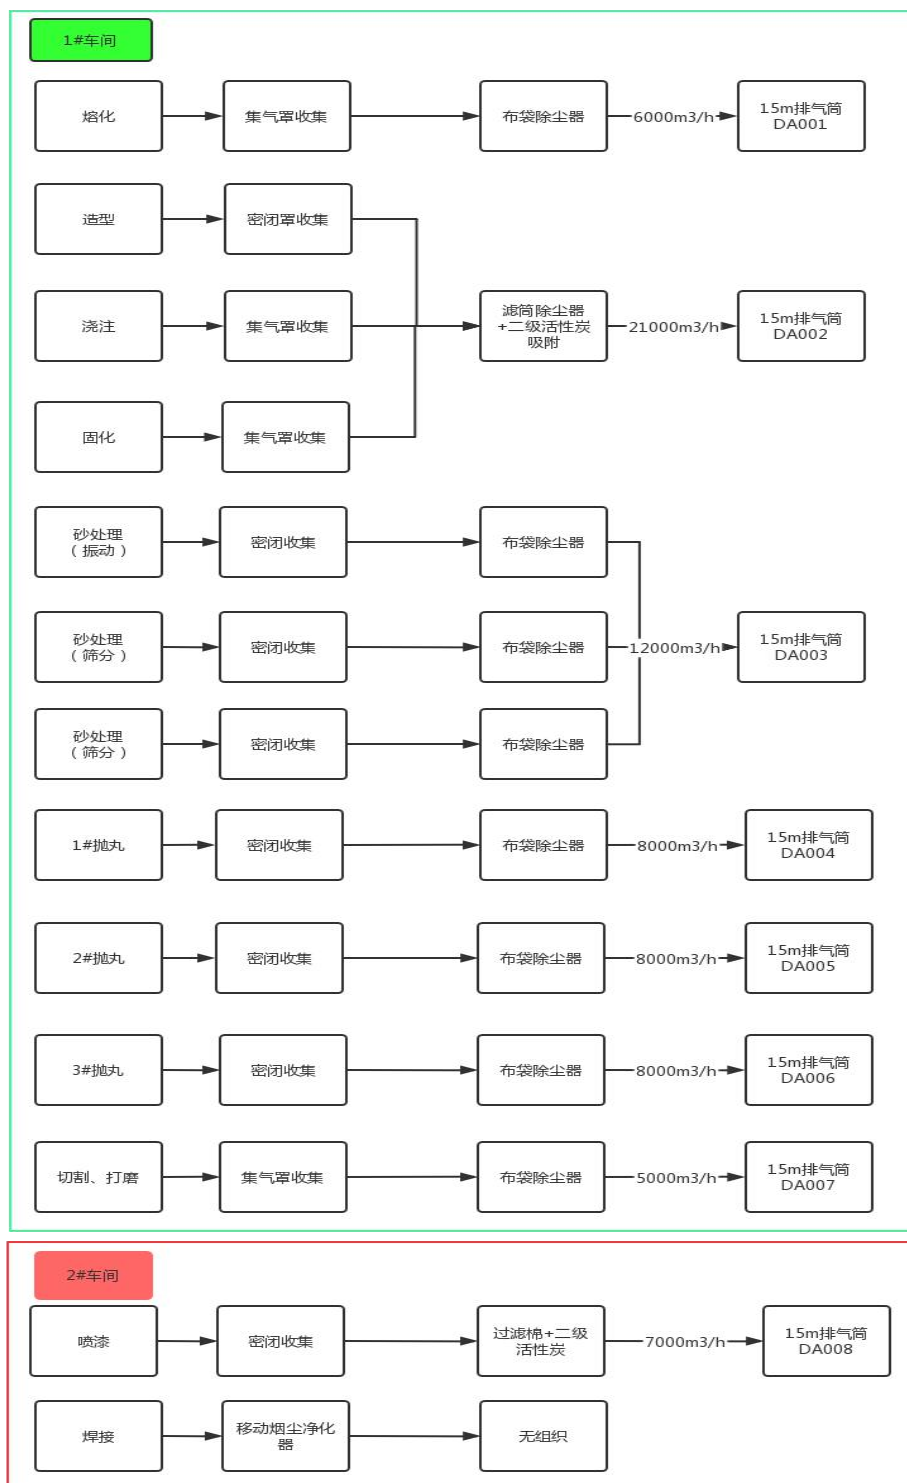 1#车间
熔化
集气罩收集
布袋除尘器
6000m3/h
15m排气筒
DA001
造型
密闭罩收集
浇注
集气罩收集
滤筒除尘器
+二级活性炭
吸附
21000m3/h
15m排气筒
DA002
固化
集气罩收集
砂处理
（振动）
密闭收集
布袋除尘器
砂处理
（筛分）
密闭收集
布袋除尘器
12000m3/h
15m排气筒
DA003
砂处理
（筛分）
密闭收集
布袋除尘器
1#抛丸
密闭收集
布袋除尘器
8000m3/h
15m排气筒
DA004
2#抛丸
密闭收集
布袋除尘器
8000m3/h
15m排气筒
DA005
3#抛丸
密闭收集
布袋除尘器
8000m3/h
15m排气筒
DA006
切割、打磨
集气罩收集
布袋除尘器
5000m3/h
15m排气筒
DA007
2#车间
喷漆
密闭收集
过滤棉+二级
活性炭
7000m3/h
15m排气筒
DA008
焊接
移动烟尘净化
器
无组织